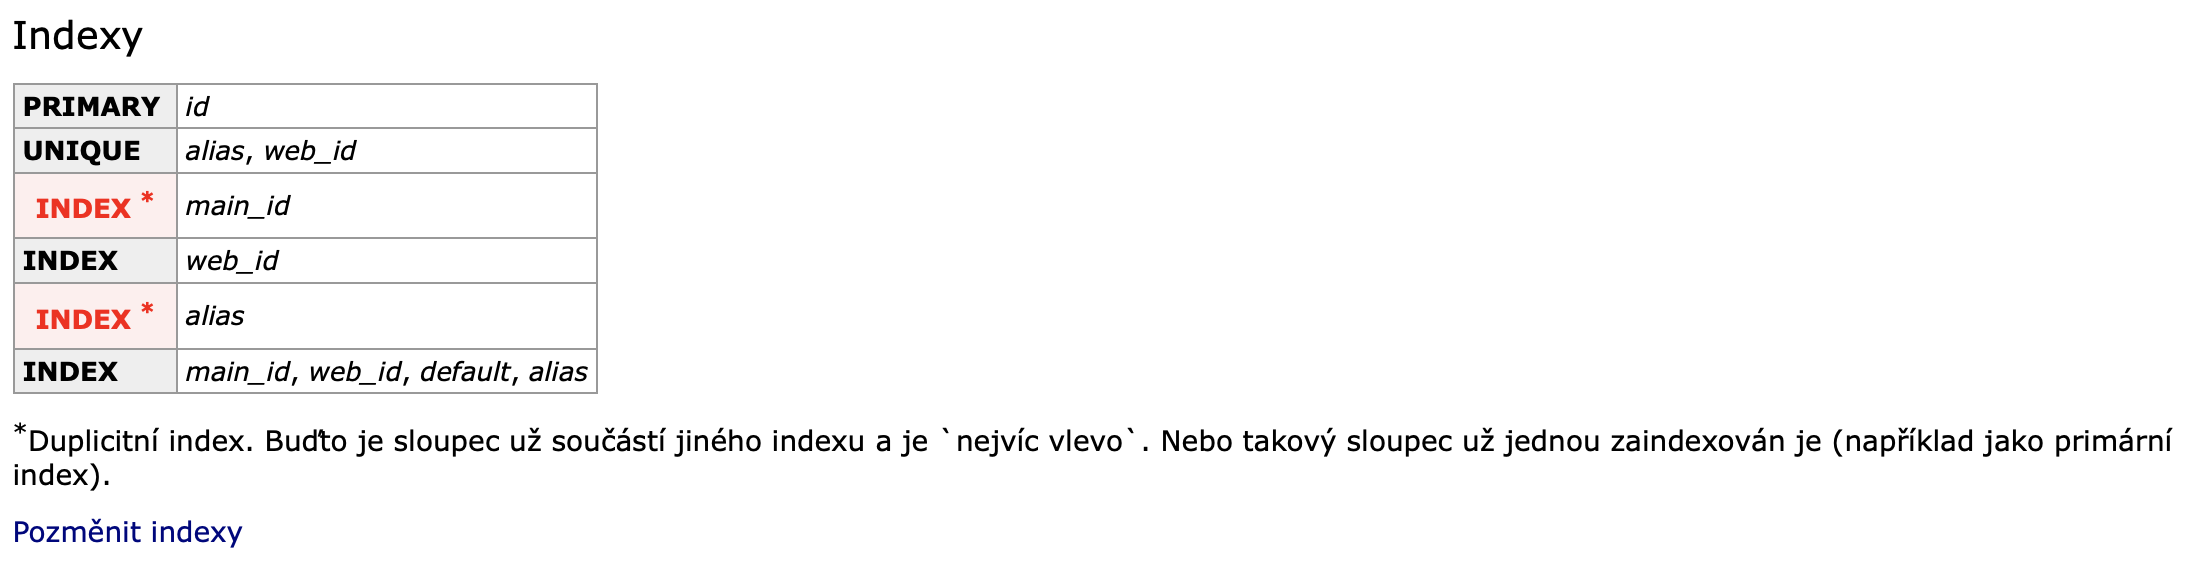 Indexy
PRIMARY id
UNIQUE alias, web_id
INDEX * main_id
INDEX web_id
INDEX * alias
INDEX main_id, web_id, default, alias
*Duplicitní index. Buďto je sloupec už součástí jiného indexu a je `nejvíc vlevo`. Nebo takový sloupec už jednou zaindexován je (například jako primární
index).
Pozměnit indexy